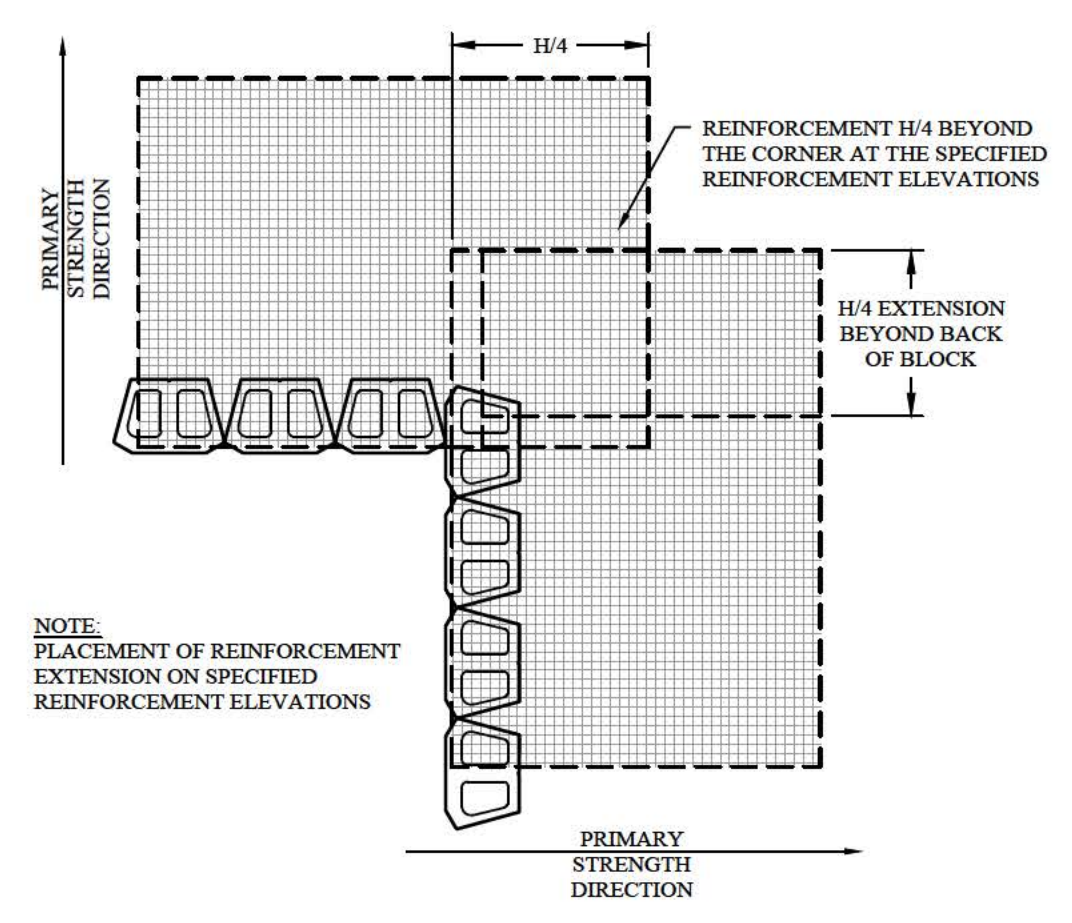 H/4
REINFORCEMENT H/4 BEYOND
THE CORNER AT THE SPECIFIED
REINFORCEMENT ELEVATIONS
PRIMARY
STRENGTH
DIRECTION
H/4 EXTENSION
BEYOND BACK
OF BLOCK
NOTE:
PLACEMENT OF REINFORCEMENT
EXTENSION ON SPECIFIED
REINFORCEMENT ELEVATIONS
PRIMARY
STRENGTH
DIRECTION